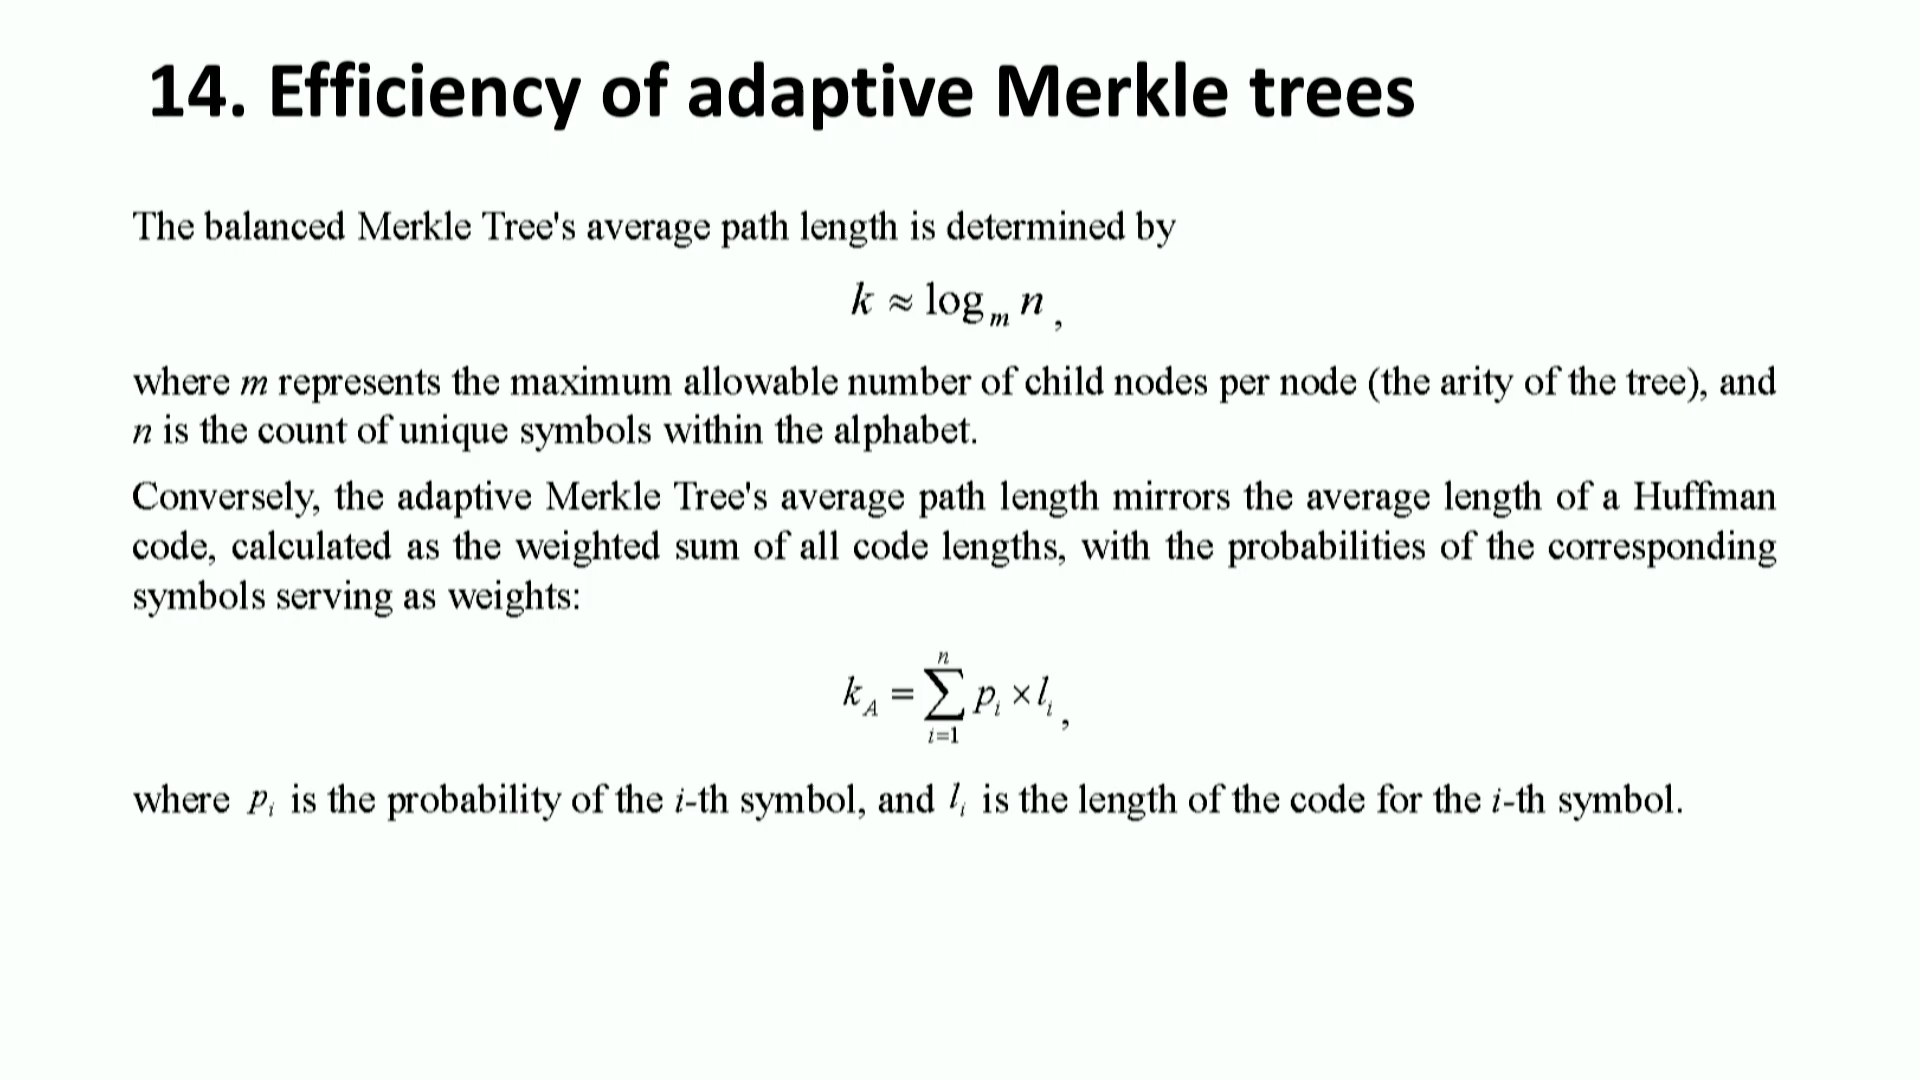 14. Efficiency of adaptive Merkle trees
The balanced Merkle Tree's average path length is determined by
k ≈ log_m n ,
where m represents the maximum allowable number of child nodes per node (the arity of the tree), and
n is the count of unique symbols within the alphabet.
Conversely, the adaptive Merkle Tree's average path length mirrors the average length of a Huffman
code, calculated as the weighted sum of all code lengths, with the probabilities of the corresponding
symbols serving as weights:
k_A = ∑_{i=1}^{n} p_i × l_i ,
where p_i is the probability of the i-th symbol, and l_i is the length of the code for the i-th symbol.